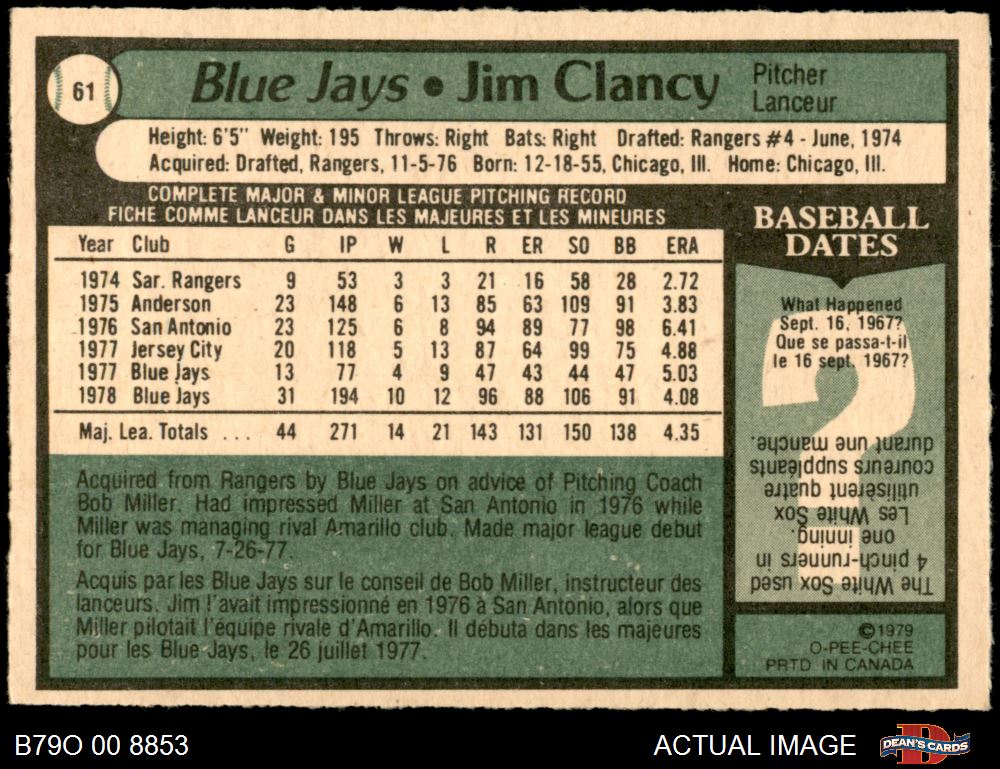 61
Blue Jays • Jim Clancy
Pitcher
Lanceur
Height: 6'5" Weight: 195 Throws: Right Bats: Right Drafted: Rangers #4 - June, 1974
Acquired: Drafted, Rangers, 11-5-76 Born: 12-18-55, Chicago, Ill. Home: Chicago, Ill.
COMPLETE MAJOR & MINOR LEAGUE PITCHING RECORD
FICHE COMME LANCEUR DANS LES MAJEURES ET LES MINEURES
Year Club G IP W L R ER SO BB ERA
1974 Sar. Rangers 9 53 3 3 21 16 58 28 2.72
1975 Anderson 23 148 6 13 85 63 109 91 3.83
1976 San Antonio 23 125 6 8 94 89 77 98 6.41
1977 Jersey City 20 118 5 13 87 64 99 75 4.88
1977 Blue Jays 13 77 4 9 47 43 44 47 5.03
1978 Blue Jays 31 194 10 12 96 88 106 91 4.08
Maj. Lea. Totals ... 44 271 14 21 143 131 150 138 4.35
Acquired from Rangers by Blue Jays on advice of Pitching Coach
Bob Miller. Had impressed Miller at San Antonio in 1976 while
Miller was managing rival Amarillo club. Made major league debut
for Blue Jays, 7-26-77.
Acquis par les Blue Jays sur le conseil de Bob Miller, instructeur des
lanceurs. Jim l'avait impressionné en 1976 à San Antonio, alors que
Miller pilotait l'équipe rivale d'Amarillo. Il débuta dans les majeures
pour les Blue Jays, le 26 juillet 1977.
BASEBALL
DATES
What Happened
Sept. 16, 1967?
Que se passa-t-il
le 16 sept. 1967?
?
The White Sox used
4 pinch-runners in
one inning.
Les White Sox
utilisèrent quatre
coureurs suppléants
durant une manche.
©1979
O-PEE-CHEE
PRTD IN CANADA
B79O 00 8853
ACTUAL IMAGE
D
DEAN'S CARDS